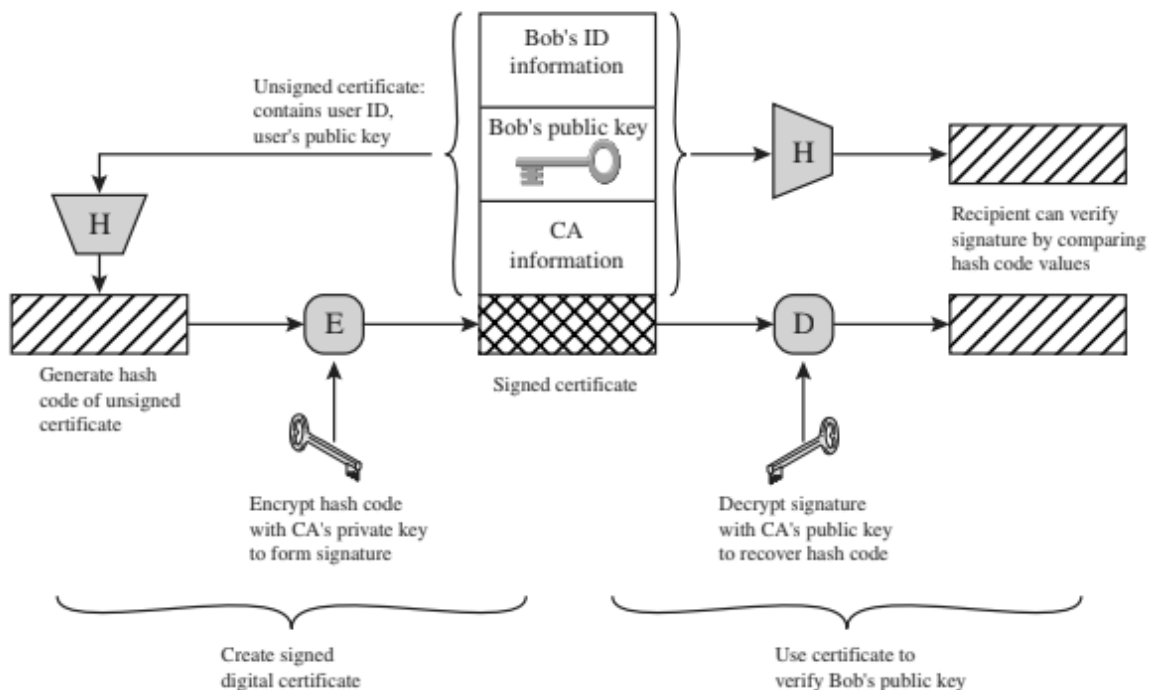 Bob's ID
information
Unsigned certificate:
contains user ID,
user's public key
Bob's public key
H
H
CA
information
Recipient can verify
signature by comparing
hash code values
E
D
Generate hash
code of unsigned
certificate
Signed certificate
Encrypt hash code
with CA's private key
to form signature
Decrypt signature
with CA's public key
to recover hash code
Create signed
digital certificate
Use certificate to
verify Bob's public key